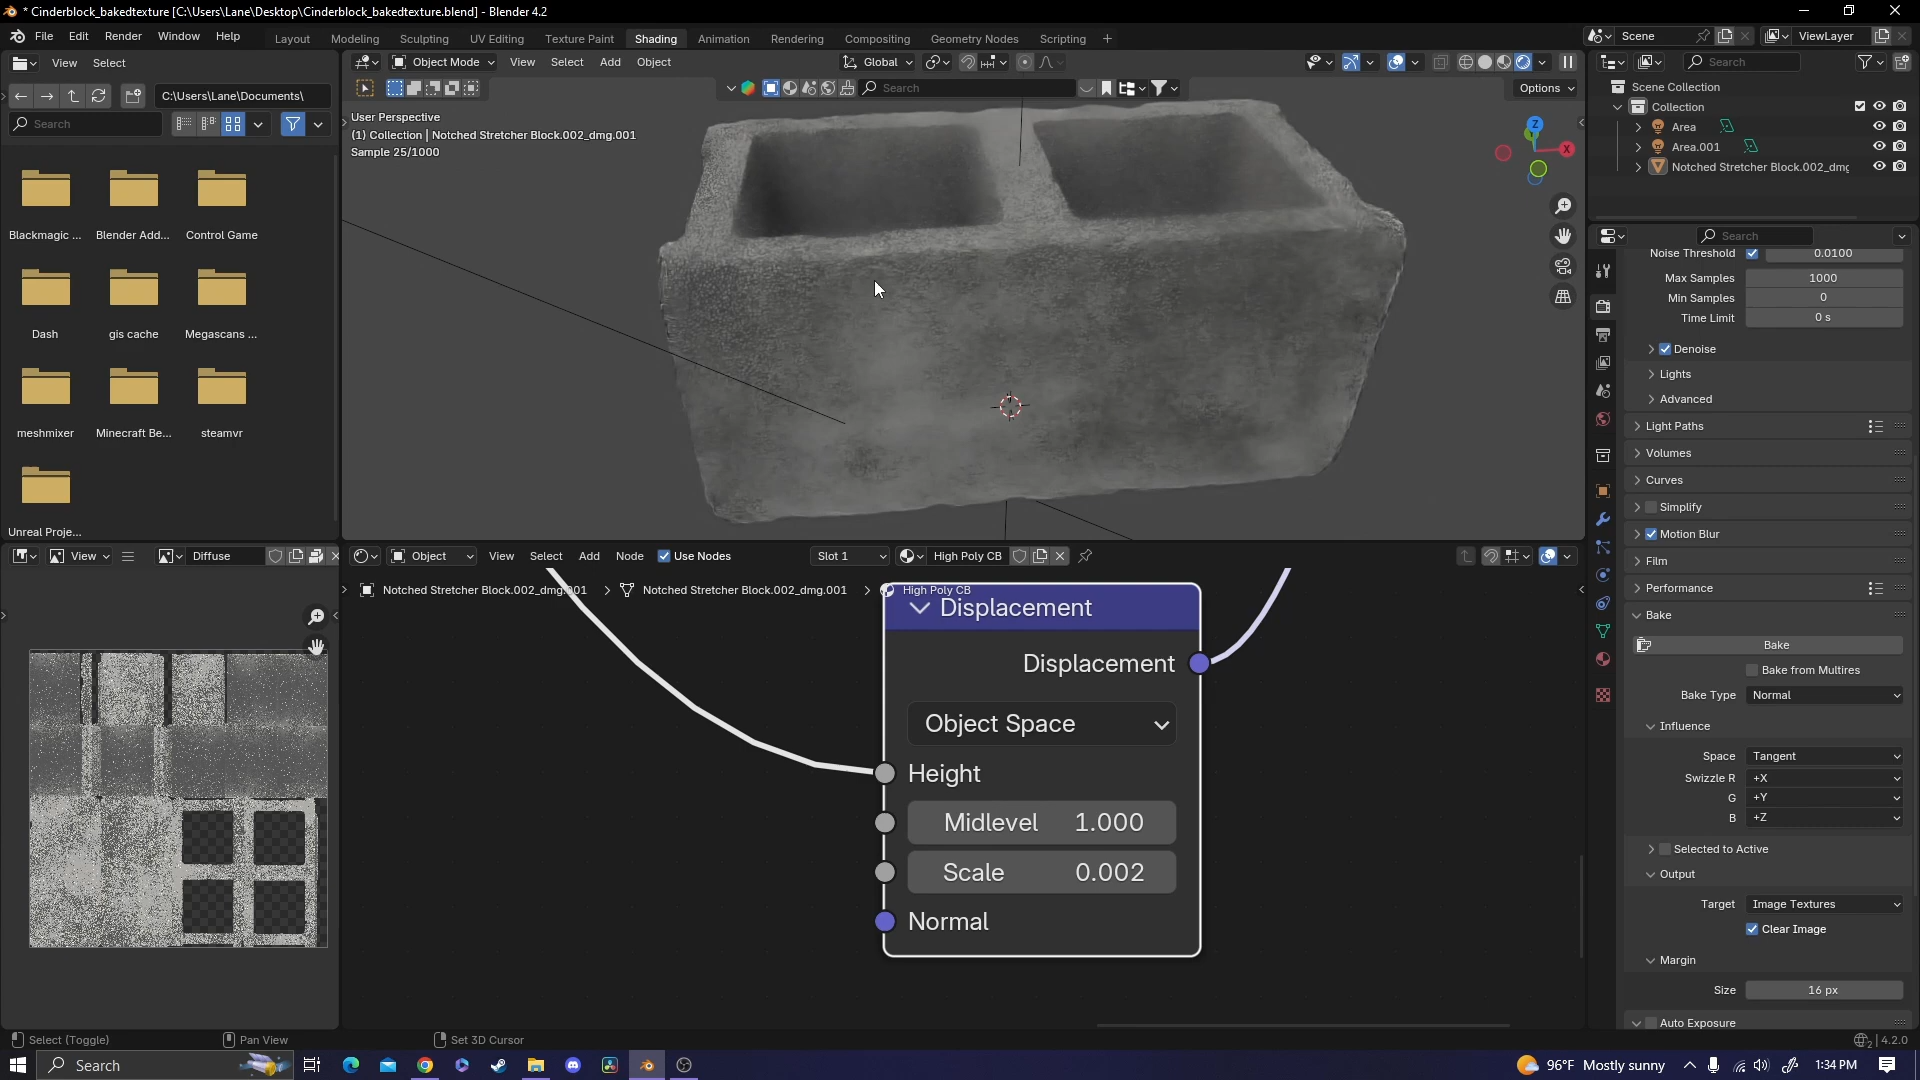 * Cinderblock_bakedtexture [C:\Users\Lane\Desktop\Cinderblock_bakedtexture.blend] - Blender 4.2
File Edit Render Window Help
Layout Modeling Sculpting UV Editing Texture Paint Shading Animation Rendering Compositing Geometry Nodes Scripting +
Scene
ViewLayer
View Select
C:\Users\Lane\Documents\
Search
Blackmagic ...
Blender Add...
Control Game
Dash
gis cache
Megascans ...
meshmixer
Minecraft Be...
steamvr
Unreal Proje...
Object Mode View Select Add Object
Global
Search
Options
User Perspective
(1) Collection | Notched Stretcher Block.002_dmg.001
Sample 25/1000
Z
X
Search
Scene Collection
Collection
Area
Area.001
Notched Stretcher Block.002_dmg
Search
Noise Threshold 0.0100
Max Samples 1000
Min Samples 0
Time Limit 0 s
Denoise
Lights
Advanced
Light Paths
Volumes
Curves
Simplify
Motion Blur
Film
Performance
Bake
Bake
Bake from Multires
Bake Type Normal
Influence
Space Tangent
Swizzle R +X
G +Y
B +Z
Selected to Active
Output
Target Image Textures
Clear Image
Margin
Size 16 px
Auto Exposure
View
Diffuse
Object View Select Add Node Use Nodes
Slot 1
High Poly CB
Notched Stretcher Block.002_dmg.001 > Notched Stretcher Block.002_dmg.001 > High Poly CB
Displacement
Displacement
Object Space
Height
Midlevel 1.000
Scale 0.002
Normal
Select (Toggle)
Pan View
Set 3D Cursor
4.2.0
Search
96°F Mostly sunny
1:34 PM